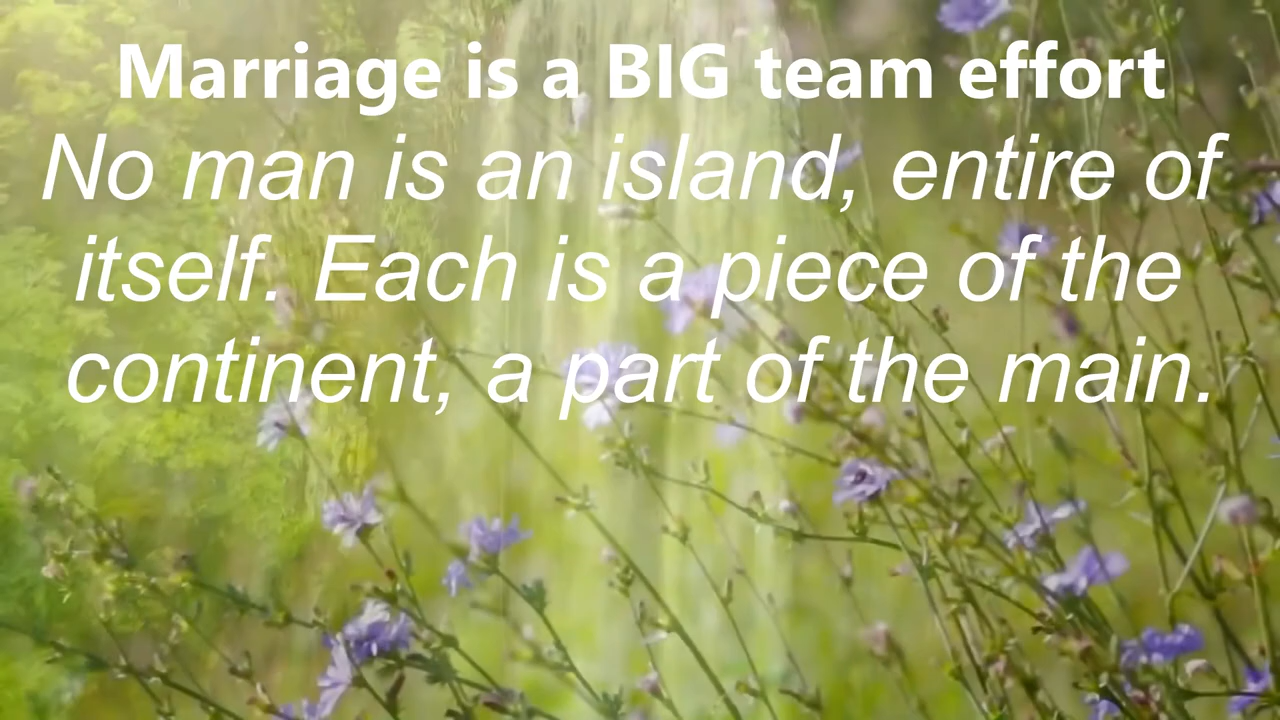 Marriage is a BIG team effort
No man is an island, entire of
itself. Each is a piece of the
continent, a part of the main.